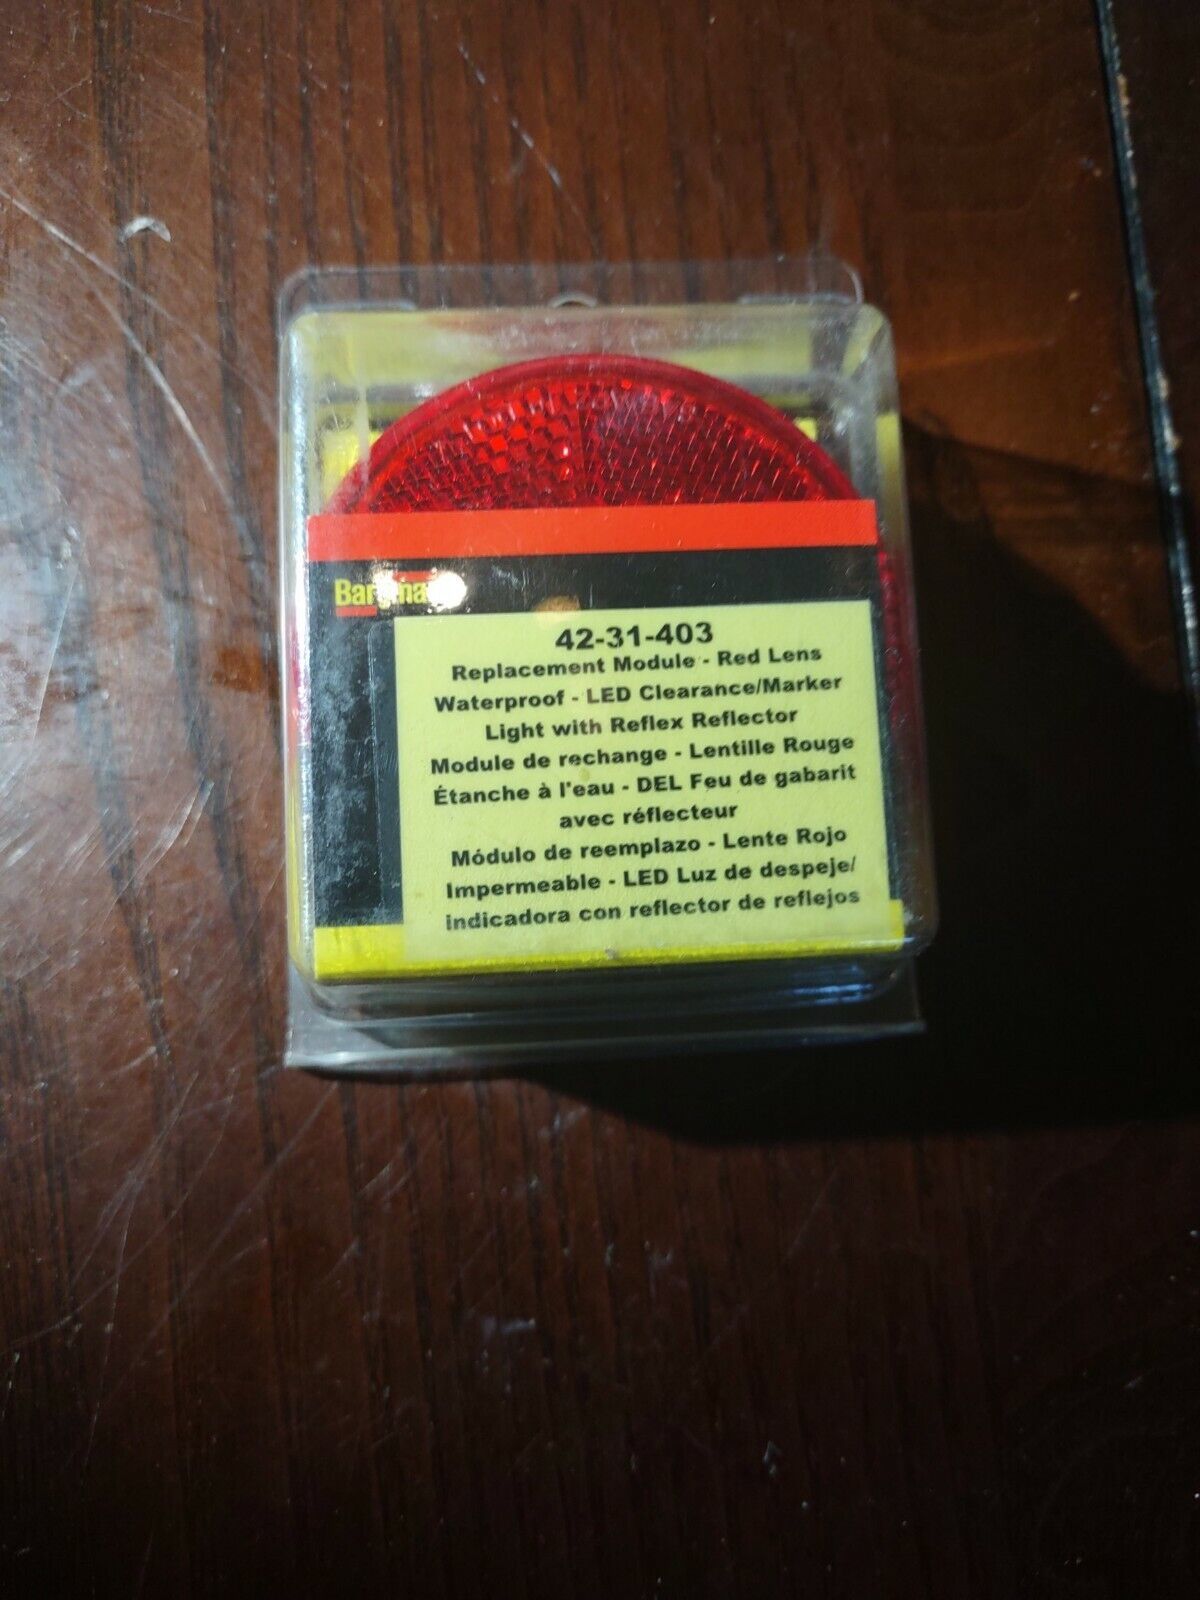 42-31-403
Replacement Module - Red Lens
Waterproof - LED Clearance/Marker
Light with Reflex Reflector
Module de rechange - Lentille Rouge
Étanche à l'eau - DEL Feu de gabarit
avec réflecteur
Módulo de reemplazo - Lente Rojo
Impermeable - LED Luz de despeje/
indicadora con reflector de reflejos